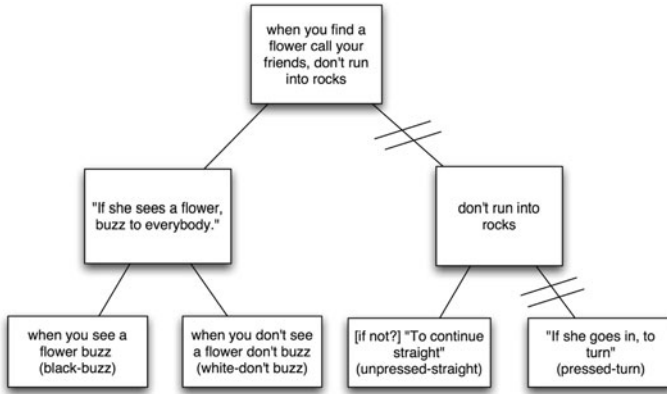 when you find a
flower call your
friends, don't run
into rocks
"If she sees a flower,
buzz to everybody."
don't run into
rocks
when you see a
flower buzz
(black-buzz)
when you don't see
a flower don't buzz
(white-don't buzz)
[if not?] "To continue
straight"
(unpressed-straight)
"If she goes in, to
turn"
(pressed-turn)